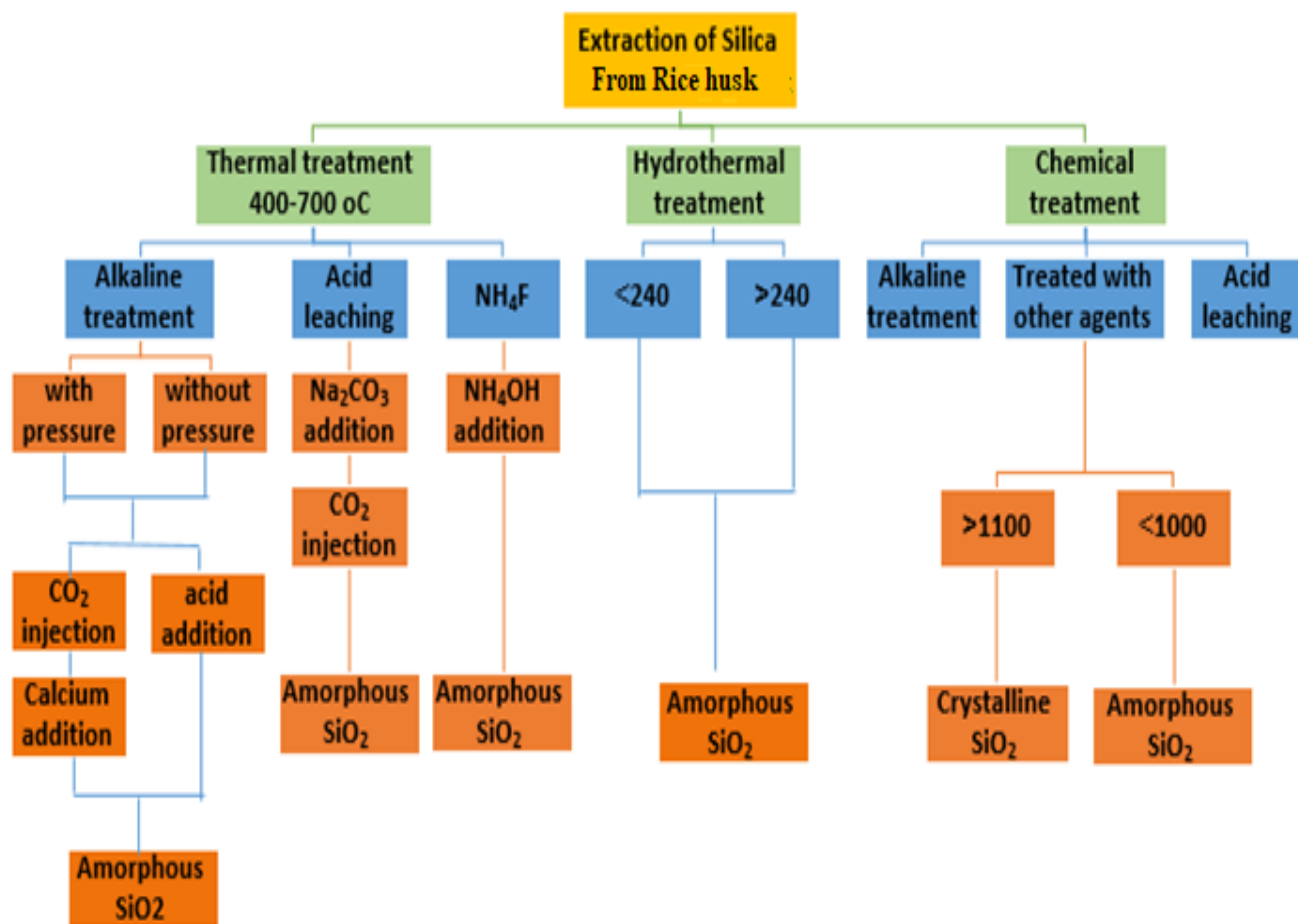 Extraction of Silica
From Rice husk
Thermal treatment
400-700 oC
Hydrothermal
treatment
Chemical
treatment
Alkaline
treatment
Acid
leaching
NH₄F
<240
>240
Alkaline
treatment
Treated with
other agents
Acid
leaching
with
pressure
without
pressure
Na₂CO₃
addition
NH₄OH
addition
CO₂
injection
>1100
<1000
CO₂
injection
acid
addition
Calcium
addition
Amorphous
SiO₂
Amorphous
SiO₂
Amorphous
SiO₂
Crystalline
SiO₂
Amorphous
SiO₂
Amorphous
SiO2